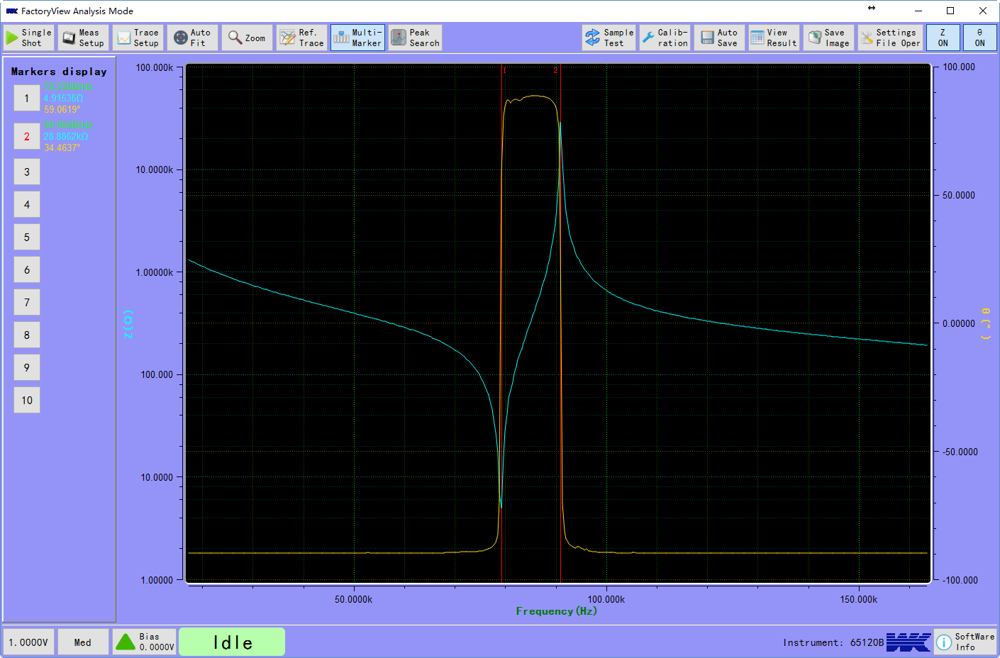 FactoryView Analysis Mode
Single Shot
Meas Setup
Trace Setup
Auto Fit
Zoom
Ref. Trace
Multi-Marker
Peak Search
Sample Test
Calib-ration
Auto Save
View Result
Save Image
Settings File Oper
Z ON
θ ON
Markers display
1
4.91536Ω
59.0619°
2
28.8862kΩ
34.4637°
3
4
5
6
7
8
9
10
100.000k
10.0000k
1.00000k
100.000
10.0000
1.00000
Z(Ω)
1
2
100.000
50.0000
0.00000
-50.0000
-100.000
θ(°)
50.0000k
100.000k
150.000k
Frequency(Hz)
1.0000V
Med
Bias
0.0000V
Idle
Instrument: 65120B
WK
SoftWare Info